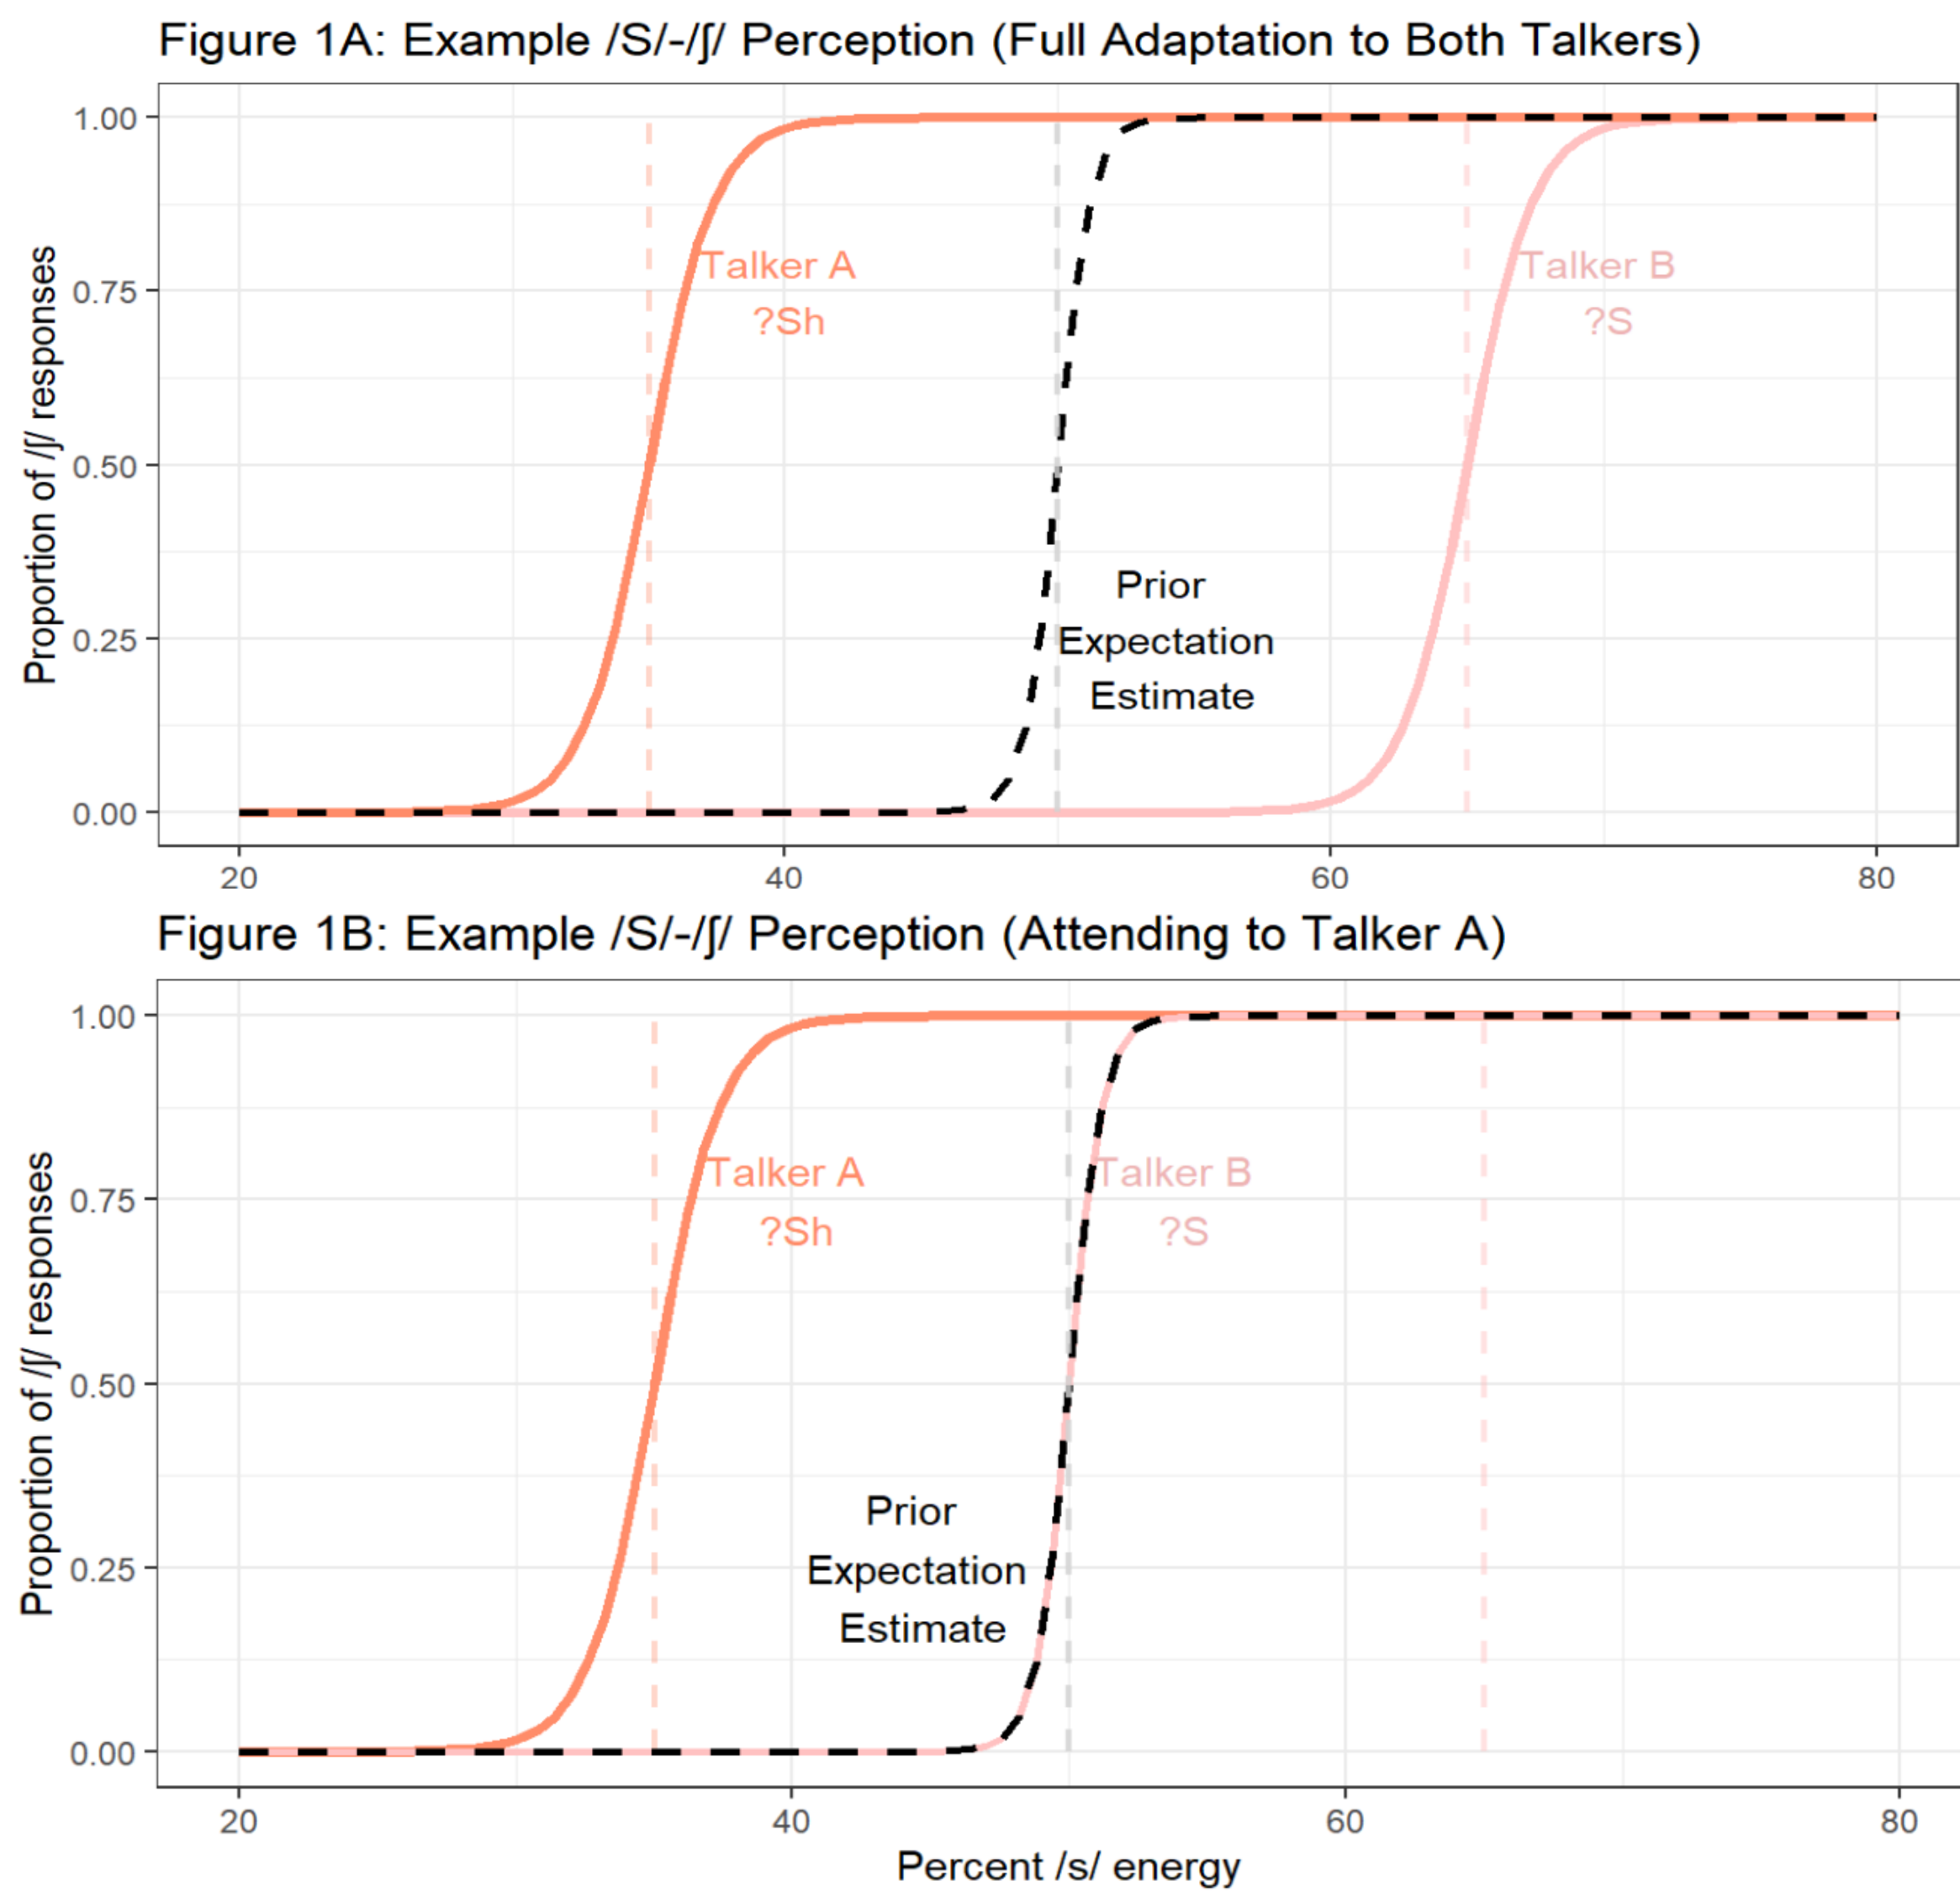 Figure 1A: Example /S/-/ʃ/ Perception (Full Adaptation to Both Talkers)
Proportion of /ʃ/ responses
1.00
0.75
0.50
0.25
0.00
Talker A
?Sh
Talker B
?S
Prior
Expectation
Estimate
20
40
60
80
Figure 1B: Example /S/-/ʃ/ Perception (Attending to Talker A)
Proportion of /ʃ/ responses
1.00
0.75
0.50
0.25
0.00
Talker A
?Sh
Talker B
?S
Prior
Expectation
Estimate
20
40
60
80
Percent /s/ energy